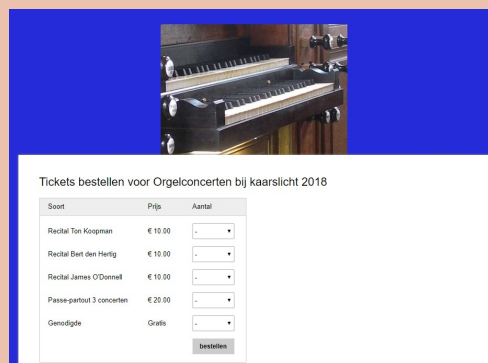 Tickets bestellen voor Orgelconcerten bij kaarslicht 2018
Soort Prijs Aantal
Recital Ton Koopman € 10.00 -
Recital Bert den Hertig € 10.00 -
Recital James O'Donnell € 10.00 -
Passe-partout 3 concerten € 20.00 -
Genodigde Gratis -
bestellen